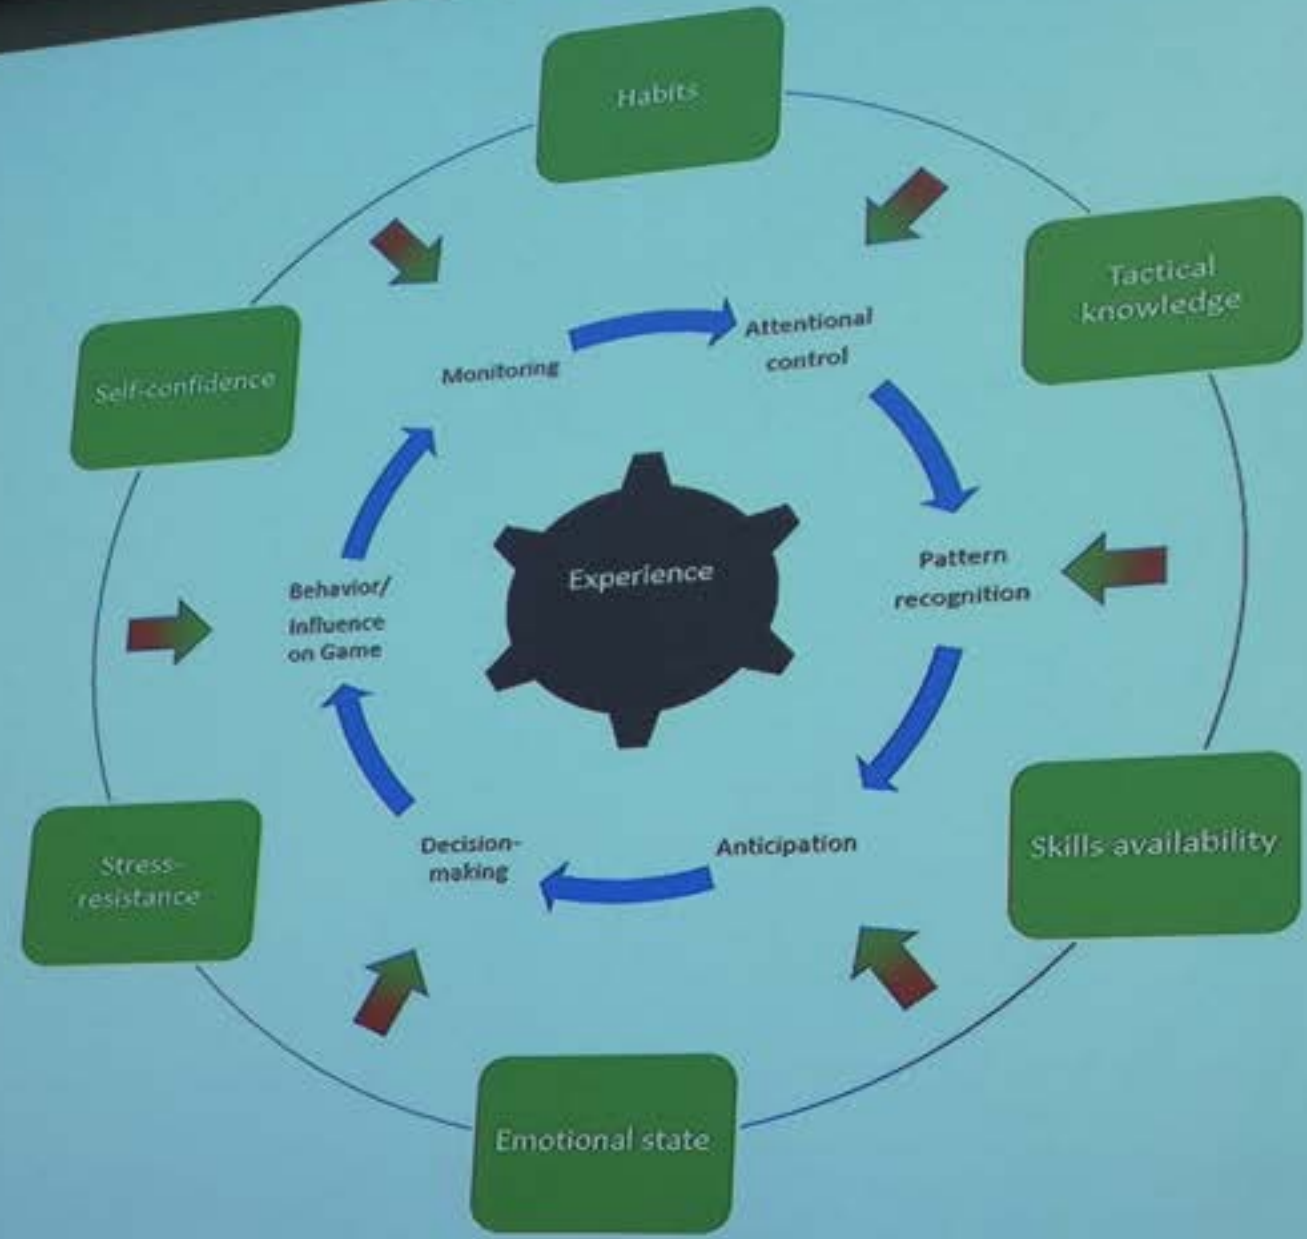 Habits
Tactical
knowledge
Self-confidence
Attentional
control
Monitoring
Pattern
recognition
Experience
Behavior/
Influence
on Game
Decision-
making
Anticipation
Skills availability
Stress-
resistance
Emotional state